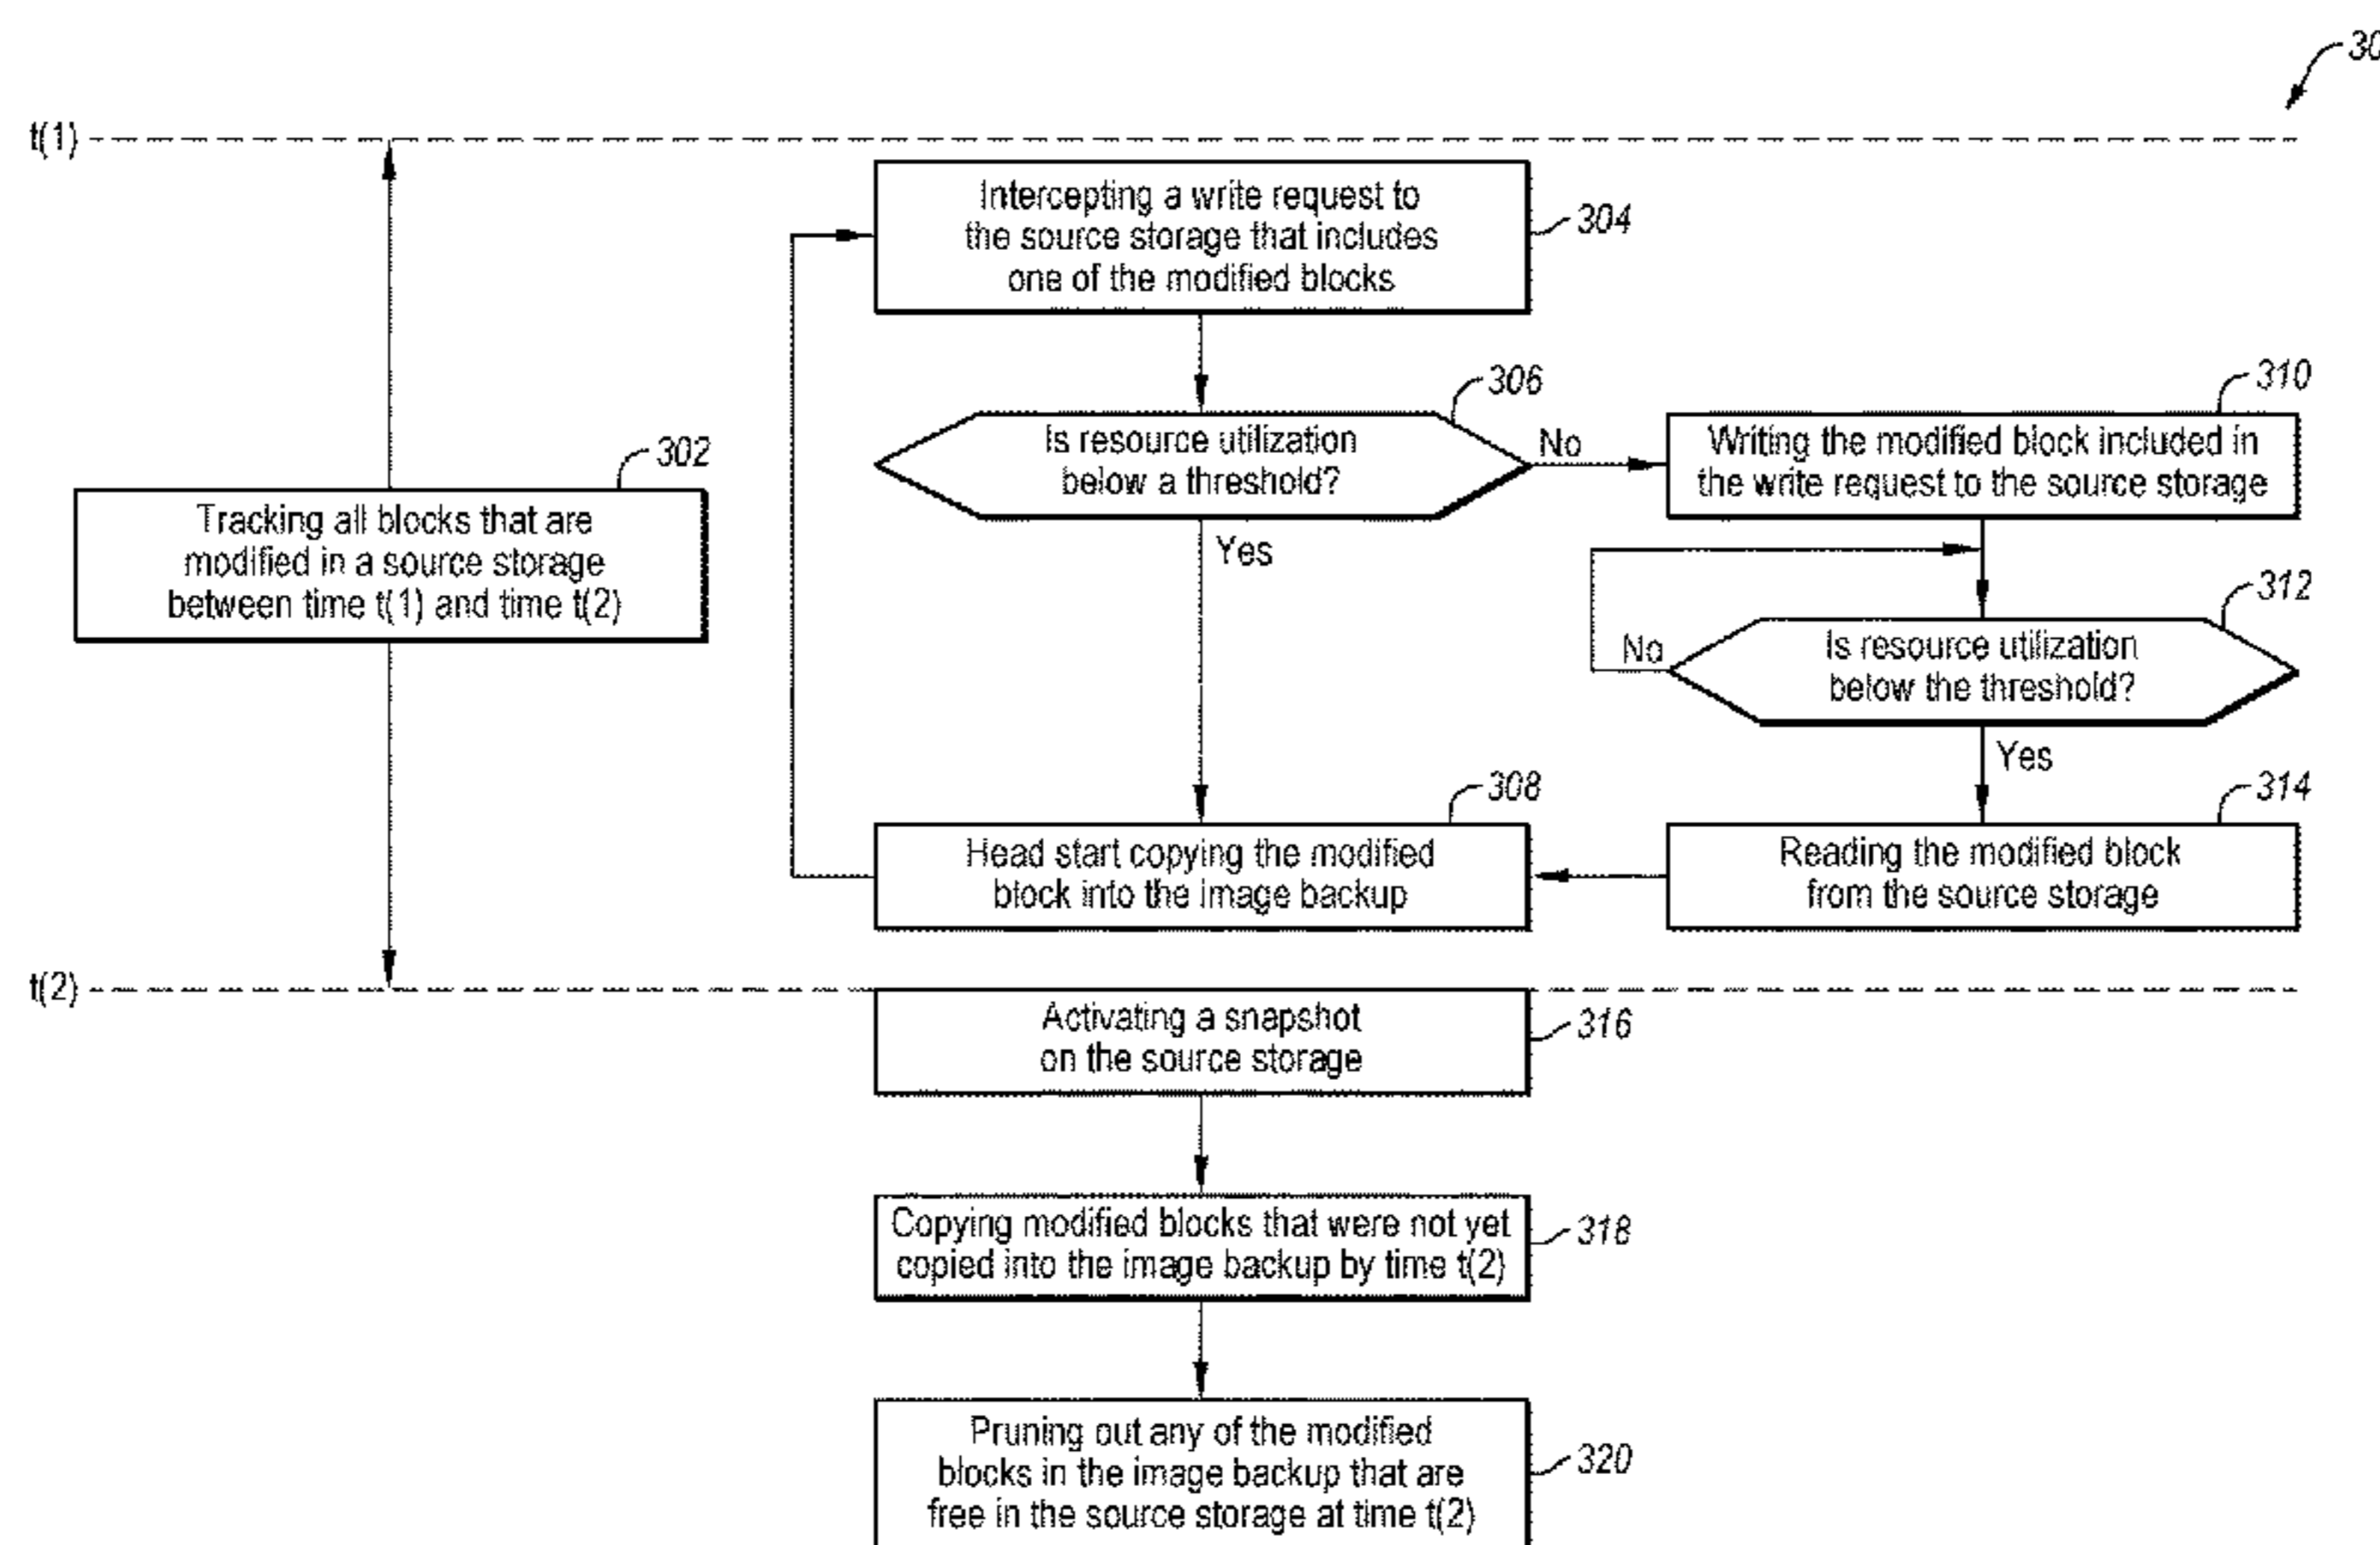 30
t(1)
Intercepting a write request to
the source storage that includes
one of the modified blocks
304
306
Is resource utilization
below a threshold?
No
Yes
310
Writing the modified block included in
the write request to the source storage
302
Tracking all blocks that are
modified in a source storage
between time t(1) and time t(2)
312
Is resource utilization
below the threshold?
No
Yes
308
Head start copying the modified
block into the image backup
314
Reading the modified block
from the source storage
t(2)
Activating a snapshot
on the source storage
316
Copying modified blocks that were not yet
copied into the image backup by time t(2)
318
Pruning out any of the modified
blocks in the image backup that are
free in the source storage at time t(2)
320